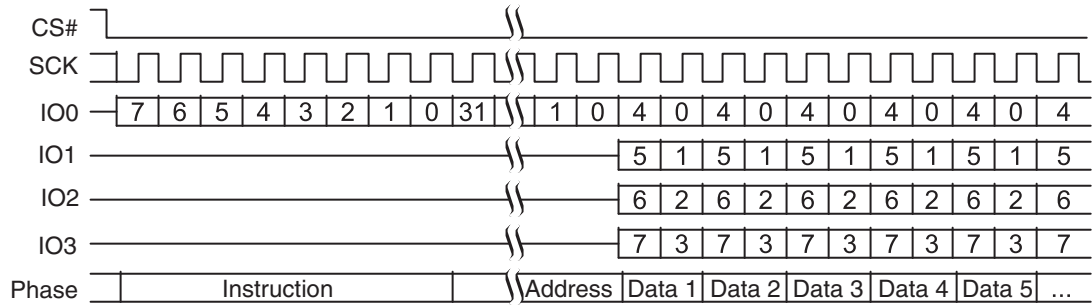 CS#
SCK
IO0 7 6 5 4 3 2 1 0 31 1 0 4 0 4 0 4 0 4 0 4 0 4
IO1 5 1 5 1 5 1 5 1 5 1 5
IO2 6 2 6 2 6 2 6 2 6 2 6
IO3 7 3 7 3 7 3 7 3 7 3 7
Phase Instruction Address Data 1 Data 2 Data 3 Data 4 Data 5 ...